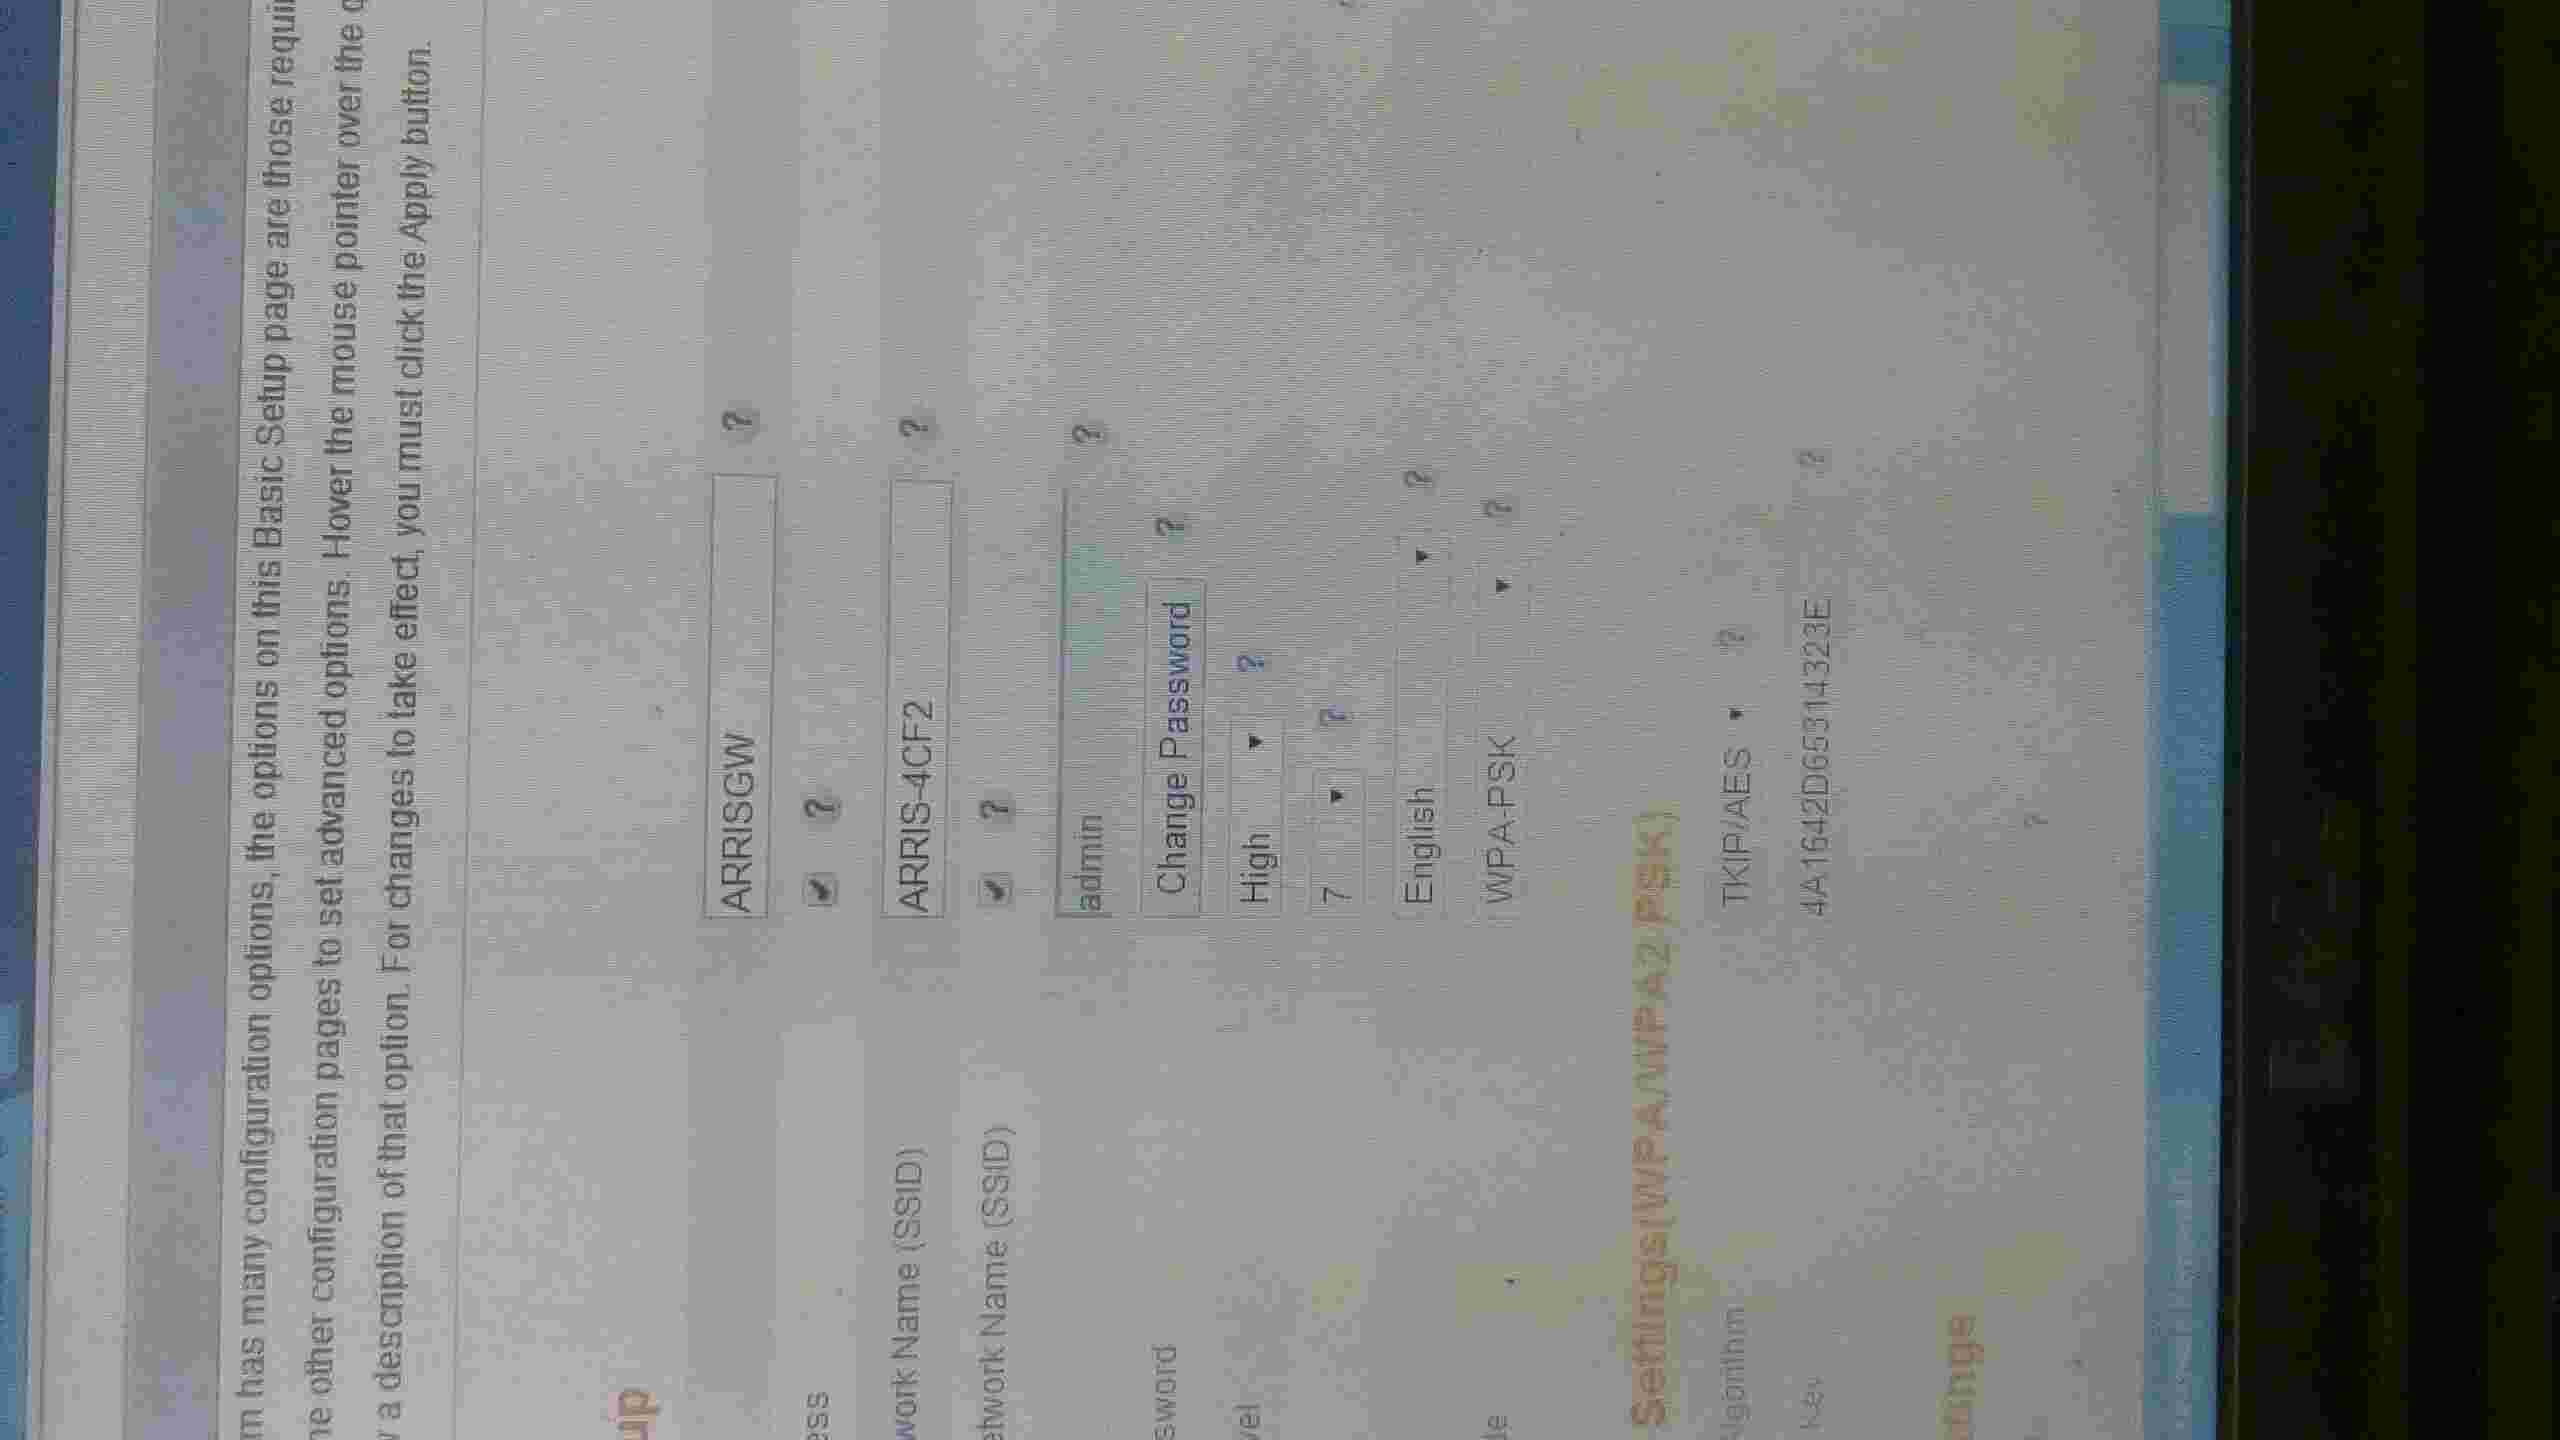 m has many configuration options, the options on this Basic Setup page are those requi
he other configuration pages to set advanced options. Hover the mouse pointer over the q
w a description of that option. For changes to take effect, you must click the Apply button.
up
ARRISGW ?
ess ?
work Name (SSID) ARRIS-4CF2 ?
etwork Name (SSID) ?
admin ?
sword Change Password ?
vel High ?
7 ?
English ?
de WPA-PSK ?
Settings(WPA/WPA2 PSK)
Algorithm TKIP/AES ?
Key 4A1642D65314323E ?
ttings
?